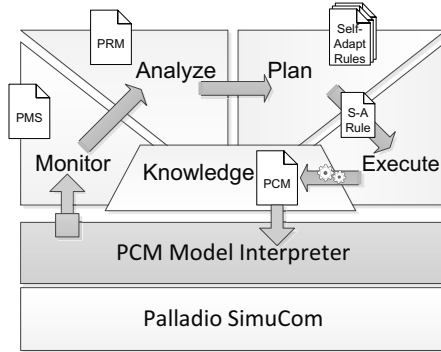 PRM
Self-
Adapt
Rules
Analyze
Plan
PMS
S-A
Rule
Monitor
Execute
Knowledge
PCM
PCM Model Interpreter
Palladio SimuCom